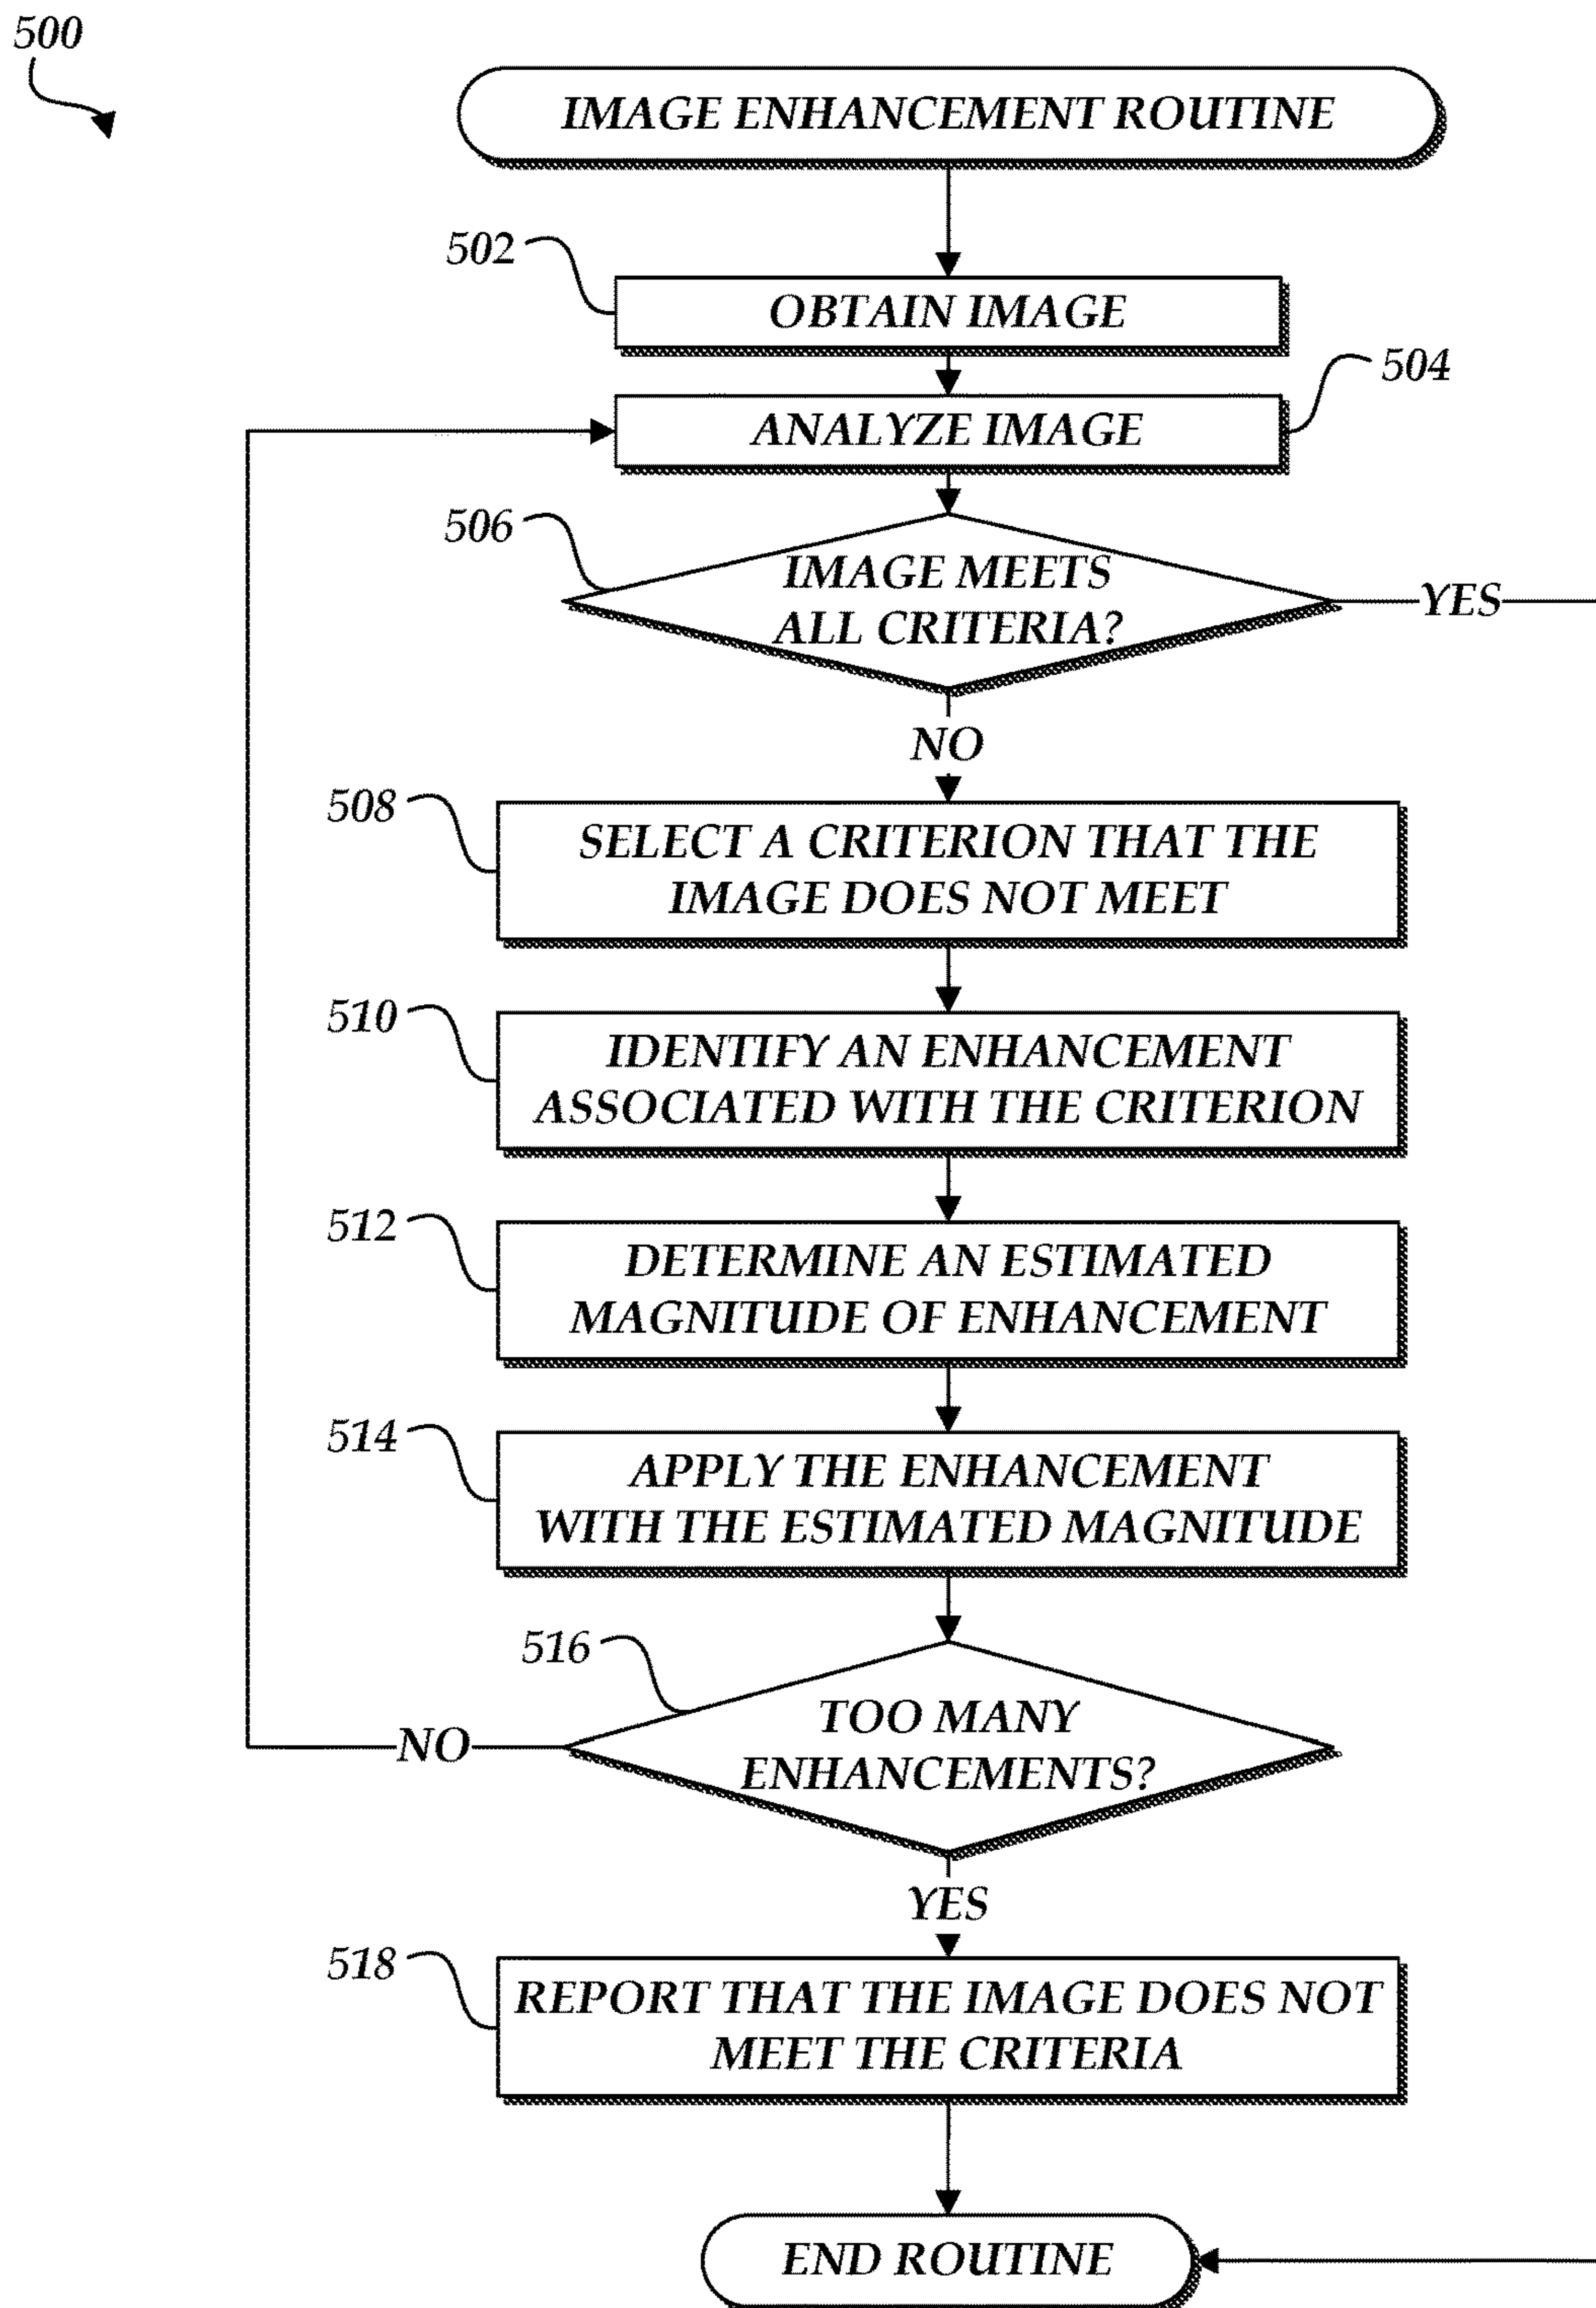 500
IMAGE ENHANCEMENT ROUTINE
502
OBTAIN IMAGE
504
ANALYZE IMAGE
506
IMAGE MEETS
ALL CRITERIA?
YES
NO
508
SELECT A CRITERION THAT THE
IMAGE DOES NOT MEET
510
IDENTIFY AN ENHANCEMENT
ASSOCIATED WITH THE CRITERION
512
DETERMINE AN ESTIMATED
MAGNITUDE OF ENHANCEMENT
514
APPLY THE ENHANCEMENT
WITH THE ESTIMATED MAGNITUDE
516
TOO MANY
ENHANCEMENTS?
NO
YES
518
REPORT THAT THE IMAGE DOES NOT
MEET THE CRITERIA
END ROUTINE